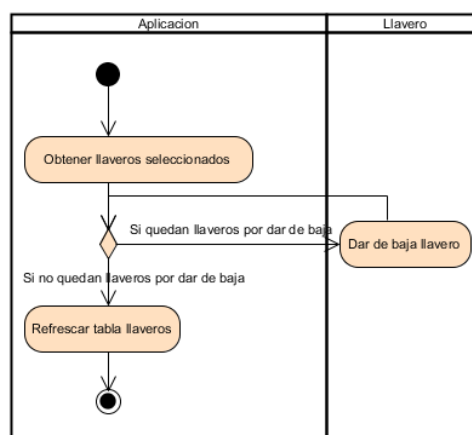 Aplicacion
Llavero
Obtener llaveros seleccionados
Si quedan llaveros por dar de baja
Dar de baja llavero
Si no quedan llaveros por dar de baja
Refrescar tabla llaveros